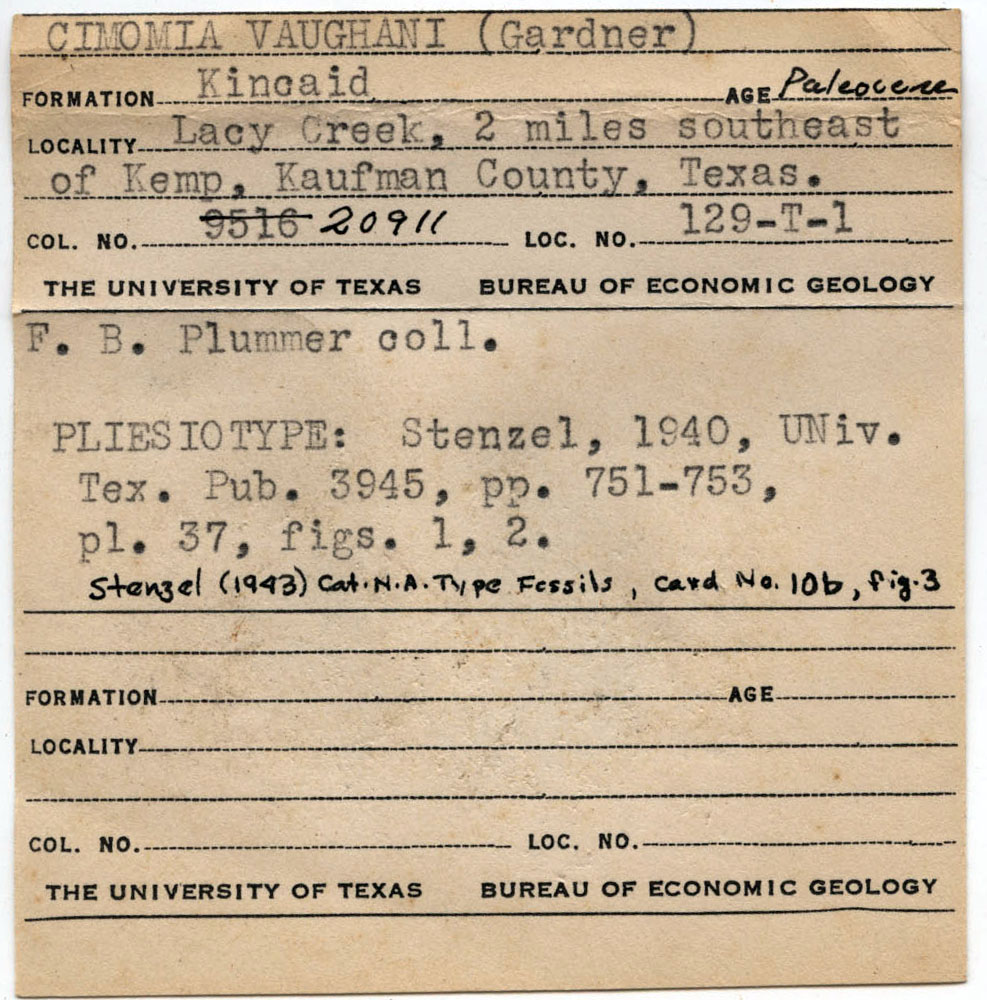 CIMOMIA VAUGHANI (Gardner)
FORMATION Kincaid AGE Paleocene
LOCALITY Lacy Creek, 2 miles southeast
of Kemp, Kaufman County, Texas.
COL. NO. 9516 20911 LOC. NO. 129-T-1
THE UNIVERSITY OF TEXAS BUREAU OF ECONOMIC GEOLOGY
F. B. Plummer coll.
PLIESIOTYPE: Stenzel, 1940, UNiv.
Tex. Pub. 3945, pp. 751-753,
pl. 37, figs. 1, 2.
Stenzel (1943) Cat. N.A. Type Fossils, card No. 10b, fig. 3
FORMATION AGE
LOCALITY
COL. NO. LOC. NO.
THE UNIVERSITY OF TEXAS BUREAU OF ECONOMIC GEOLOGY